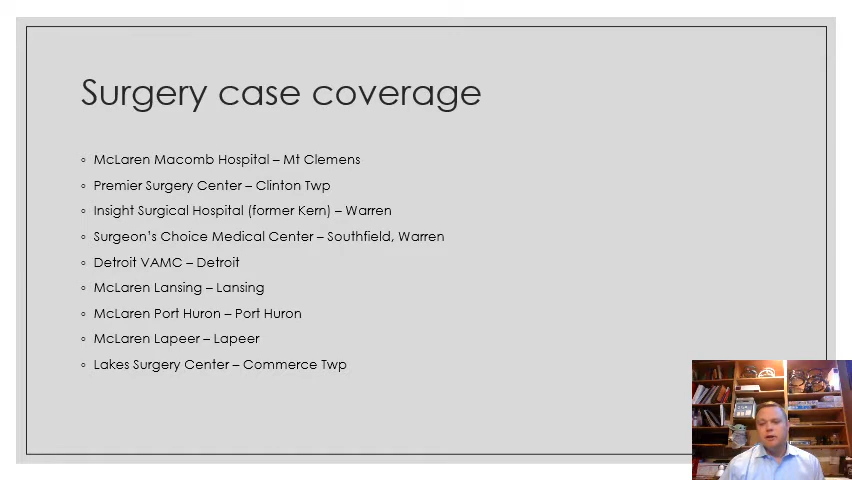 Surgery case coverage
◦ McLaren Macomb Hospital – Mt Clemens
◦ Premier Surgery Center – Clinton Twp
◦ Insight Surgical Hospital (former Kern) – Warren
◦ Surgeon’s Choice Medical Center – Southfield, Warren
◦ Detroit VAMC – Detroit
◦ McLaren Lansing – Lansing
◦ McLaren Port Huron – Port Huron
◦ McLaren Lapeer – Lapeer
◦ Lakes Surgery Center – Commerce Twp